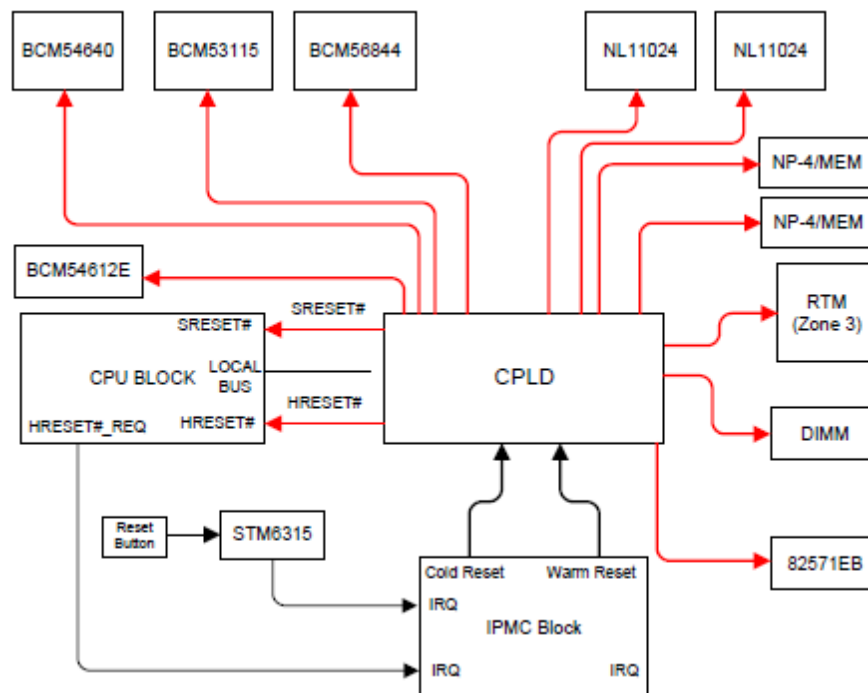 BCM54640
BCM53115
BCM56844
NL11024
NL11024
NP-4/MEM
NP-4/MEM
BCM54612E
RTM
(Zone 3)
SRESET#
SRESET#
CPU BLOCK
LOCAL
BUS
CPLD
HRESET#
HRESET#_REQ
HRESET#
DIMM
Reset
Button
STM6315
82571EB
Cold Reset
Warm Reset
IRQ
IPMC Block
IRQ
IRQ